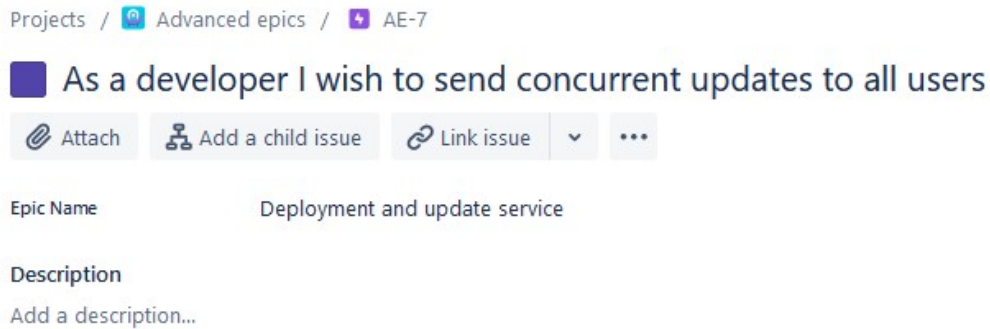 Projects / Advanced epics / AE-7
As a developer I wish to send concurrent updates to all users
Attach Add a child issue Link issue •••
Epic Name Deployment and update service
Description
Add a description...